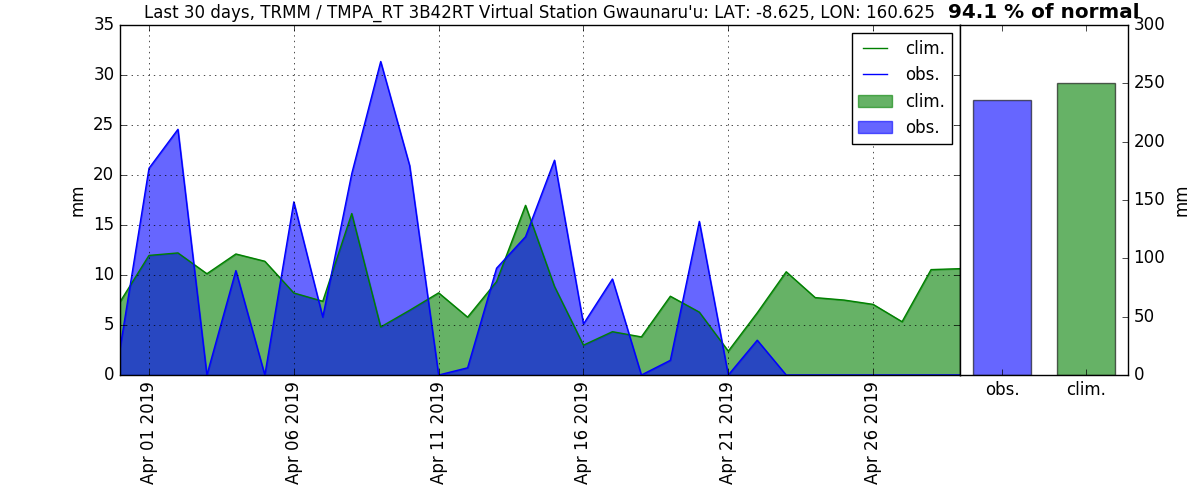 Last 30 days, TRMM / TMPA_RT 3B42RT Virtual Station Gwaunaru'u: LAT: -8.625, LON: 160.625
94.1 % of normal
35
30
25
20
15
10
5
0
mm
clim.
obs.
clim.
obs.
300
250
200
150
100
50
0
mm
Apr 01 2019
Apr 06 2019
Apr 11 2019
Apr 16 2019
Apr 21 2019
Apr 26 2019
obs.
clim.